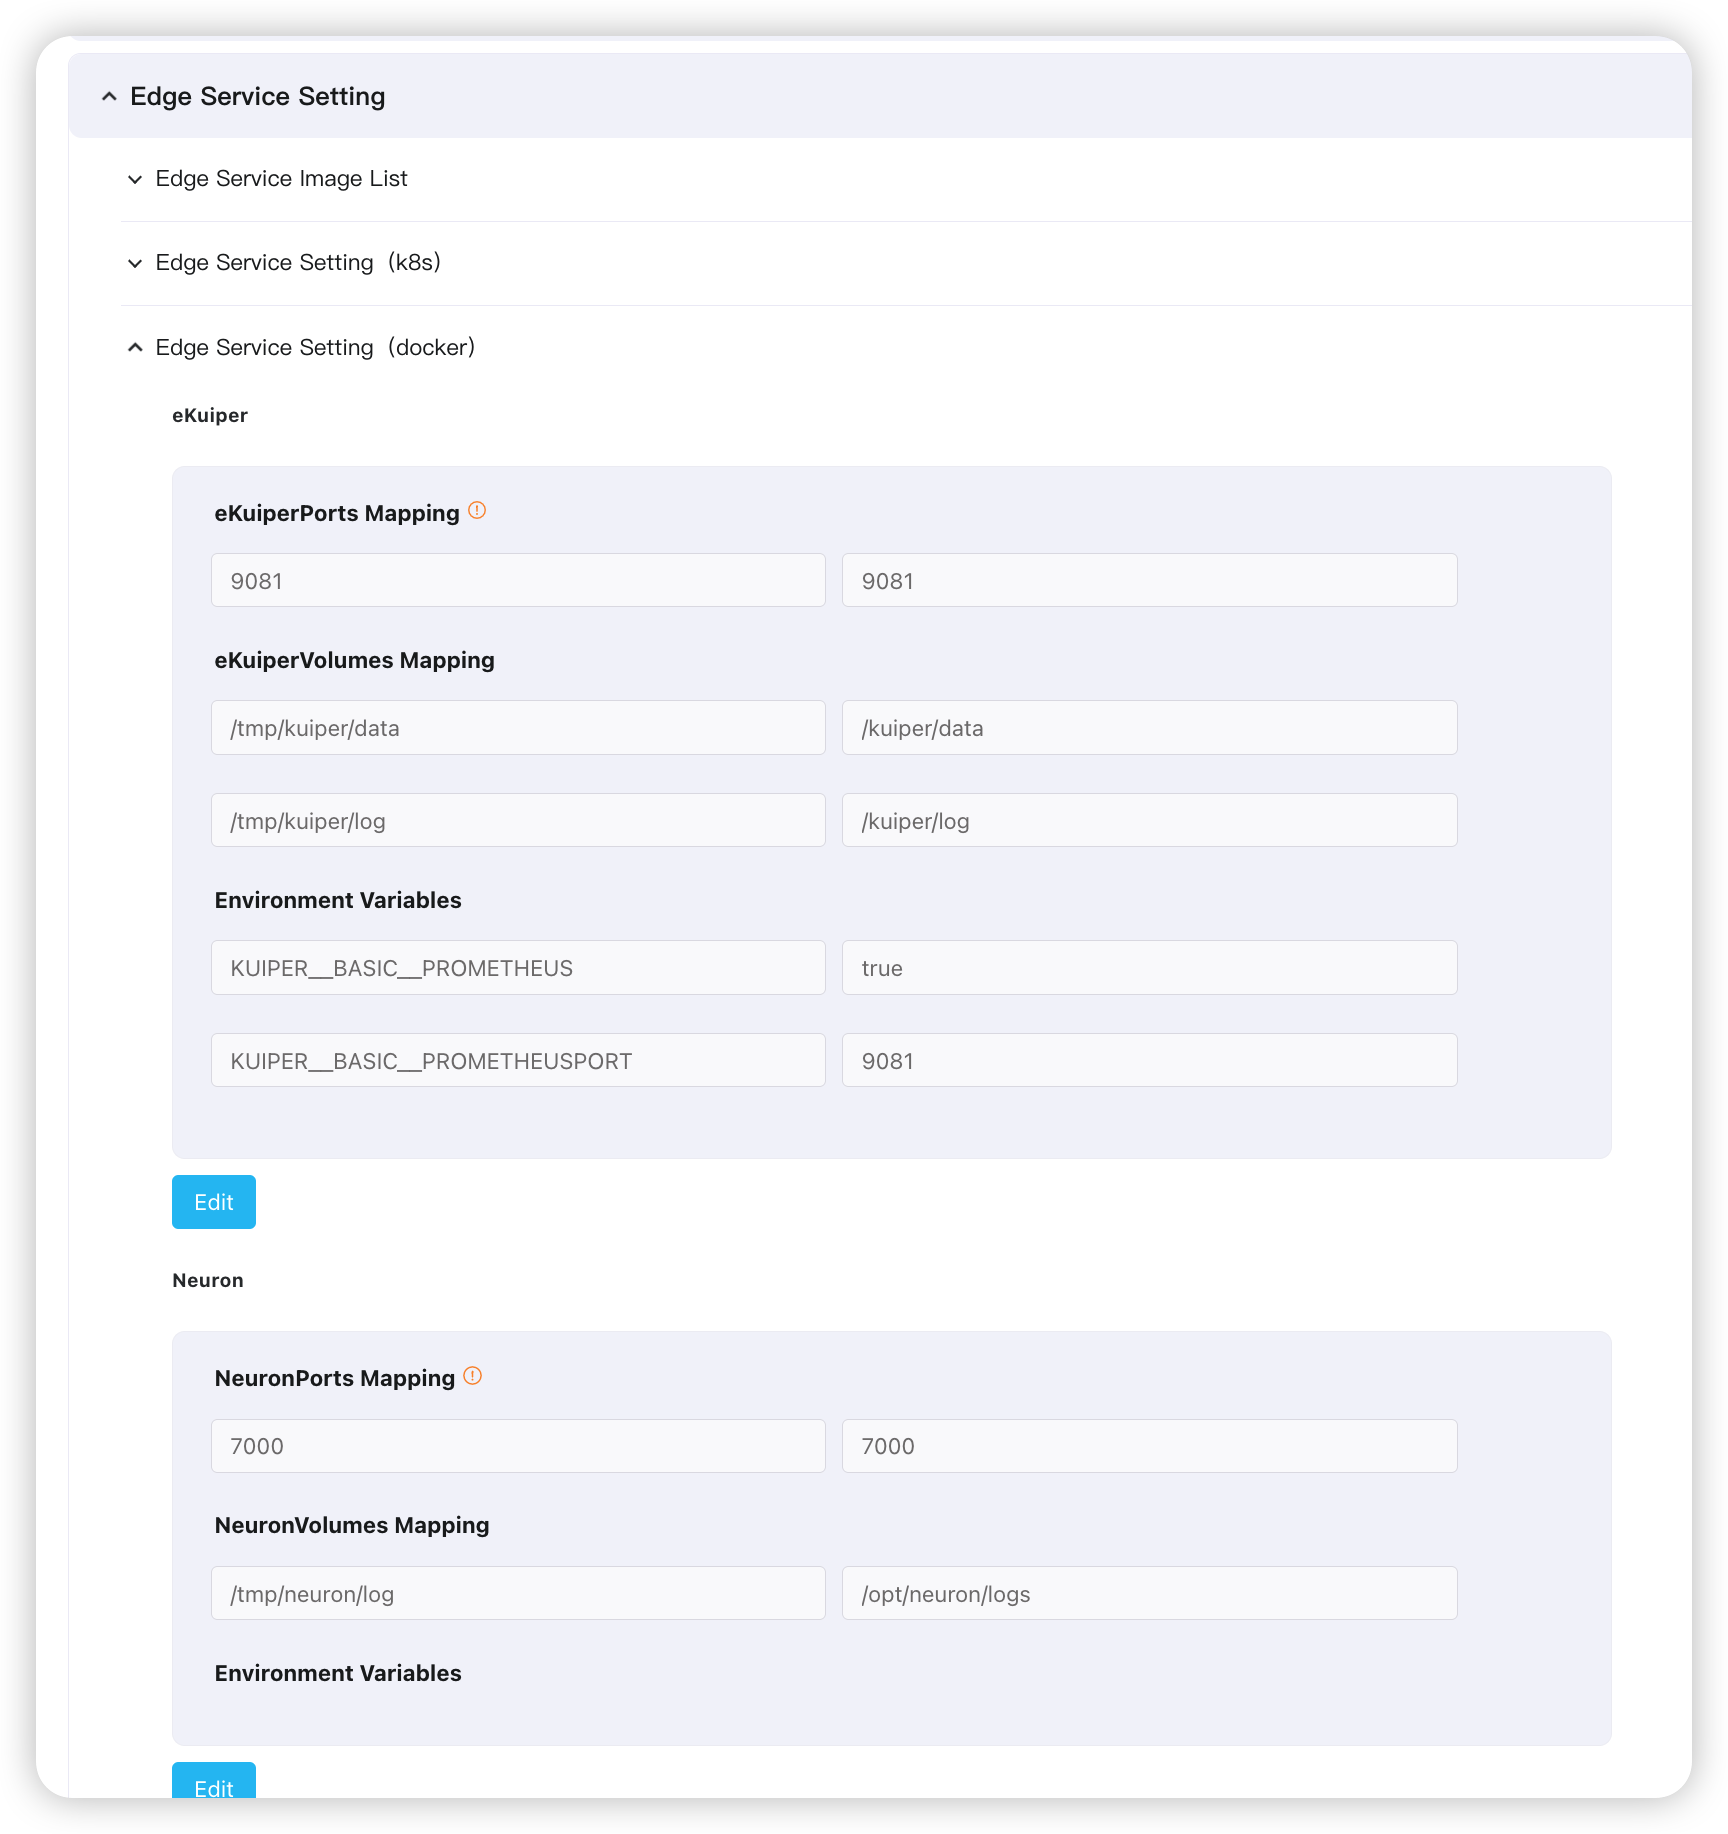 Edge Service Setting
Edge Service Image List
Edge Service Setting（k8s）
Edge Service Setting（docker）
eKuiper
eKuiperPorts Mapping
9081 9081
eKuiperVolumes Mapping
/tmp/kuiper/data /kuiper/data
/tmp/kuiper/log /kuiper/log
Environment Variables
KUIPER__BASIC__PROMETHEUS true
KUIPER__BASIC__PROMETHEUSPORT 9081
Edit
Neuron
NeuronPorts Mapping
7000 7000
NeuronVolumes Mapping
/tmp/neuron/log /opt/neuron/logs
Environment Variables
Edit